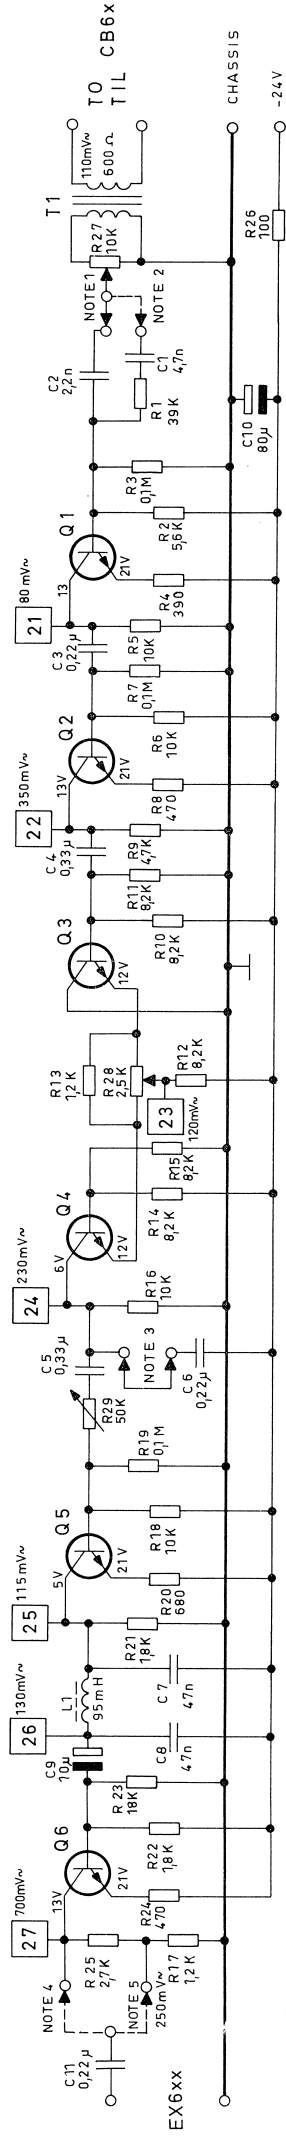 TO CB6x
TIL
CHASSIS
-24V
110mV~
600Ω
T1
R27
10K
R26
100
NOTE 1
NOTE 2
C2
2,2n
C1
4,7n
R1
39K
C10
80µ
R3
0,1M
R2
5,6K
Q1
13
21V
R4
390
80mV~
21
C3
0,22µ
R5
10K
R7
0,1M
R6
10K
Q2
13V
21V
R8
470
350mV~
22
C4
0,33µ
R9
4,7K
R11
8,2K
R10
8,2K
Q3
12V
R13
1,2K
R28
2,5K
R12
8,2K
23
120mV~
R15
8,2K
R14
8,2K
Q4
6V
12V
230mV~
24
R16
10K
C5
0,33µ
NOTE 3
C6
0,22µ
R29
50K
R19
0,1M
R18
10K
Q5
5V
21V
R20
680
115mV~
25
R21
1,8K
L1
95mH
C7
47n
130mV~
26
C8
47n
C9
10µ
R23
18K
R22
1,8K
Q6
13V
21V
R24
470
700mV~
27
R25
2,7K
R17
1,2K
NOTE 4
NOTE 5
250mV~
C11
0,22µ
EX6xx